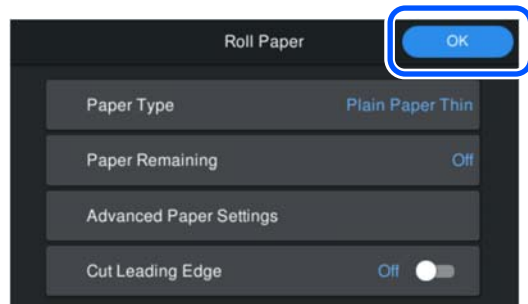 Roll Paper
OK
Paper Type
Plain Paper Thin
Paper Remaining
Off
Advanced Paper Settings
Cut Leading Edge
Off